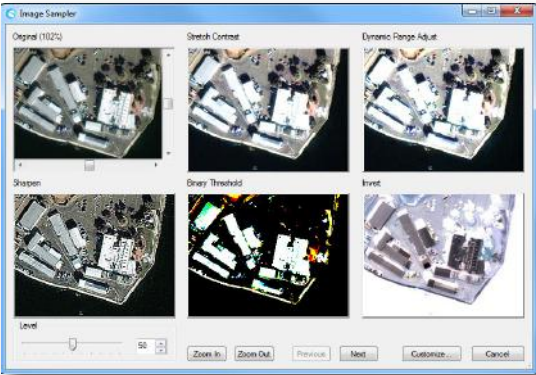 Image Sampler
Original (102%)
Stretch Contrast
Dynamic Range Adjust
Sharpen
Binary Threshold
Invert
Level
50
Zoom In
Zoom Out
Previous
Next
Customize...
Cancel